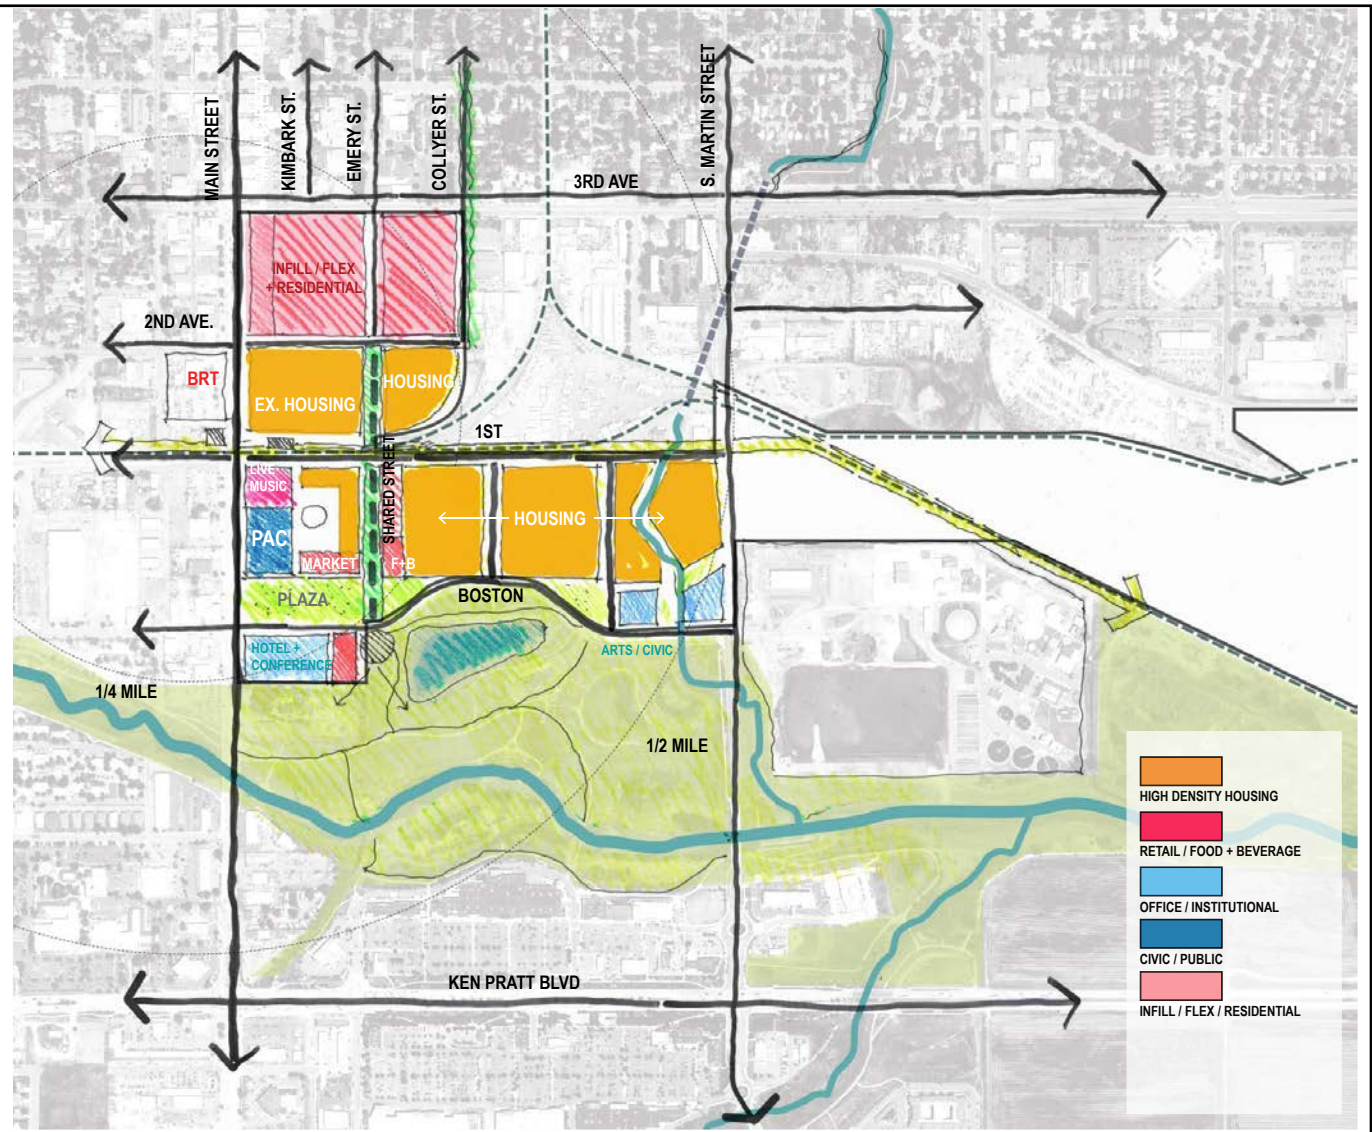 MAIN STREET
KIMBARK ST.
EMERY ST.
COLLYER ST.
S. MARTIN STREET
3RD AVE
INFILL / FLEX
+ RESIDENTIAL
2ND AVE.
BRT
HOUSING
EX. HOUSING
1ST
SHARED STREET
LIVE
MUSIC
PAC
HOUSING
MARKET
F+B
PLAZA
BOSTON
HOTEL +
CONFERENCE
ARTS / CIVIC
1/4 MILE
1/2 MILE
KEN PRATT BLVD
HIGH DENSITY HOUSING
RETAIL / FOOD + BEVERAGE
OFFICE / INSTITUTIONAL
CIVIC / PUBLIC
INFILL / FLEX / RESIDENTIAL